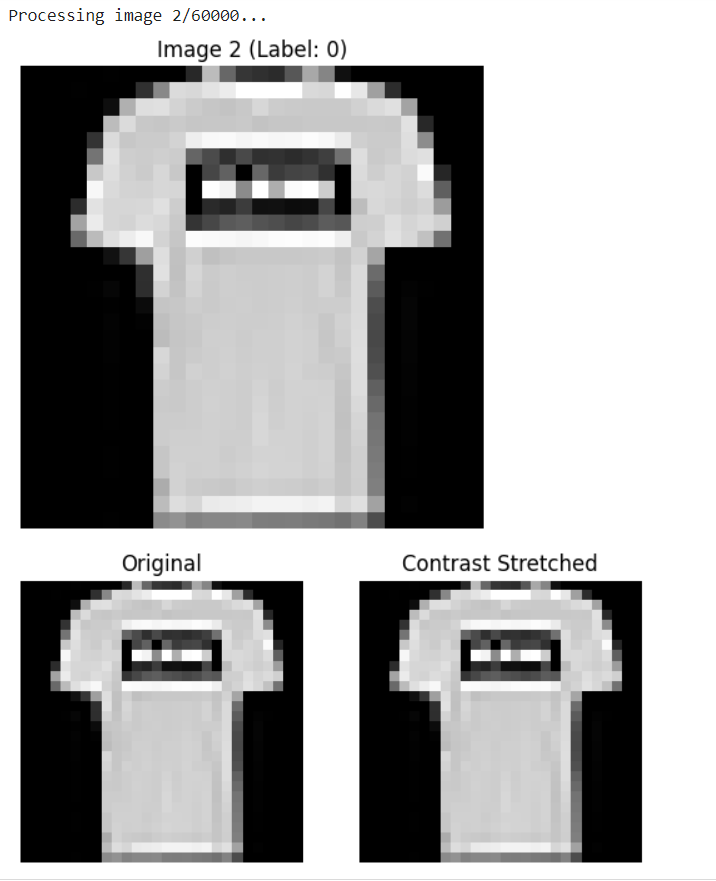 Processing image 2/60000...
Image 2 (Label: 0)
Original
Contrast Stretched